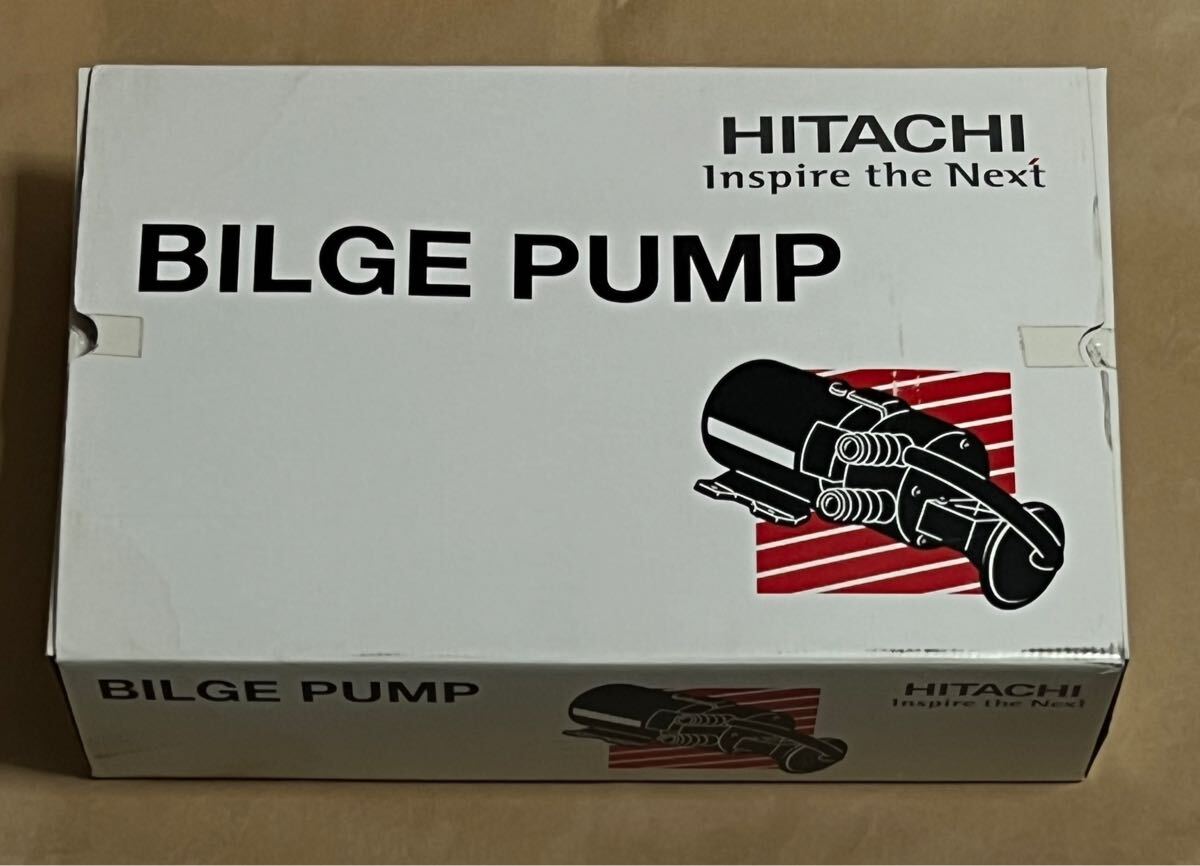 HITACHI
Inspire the Next
BILGE PUMP
BILGE PUMP
HITACHI
Inspire the Next